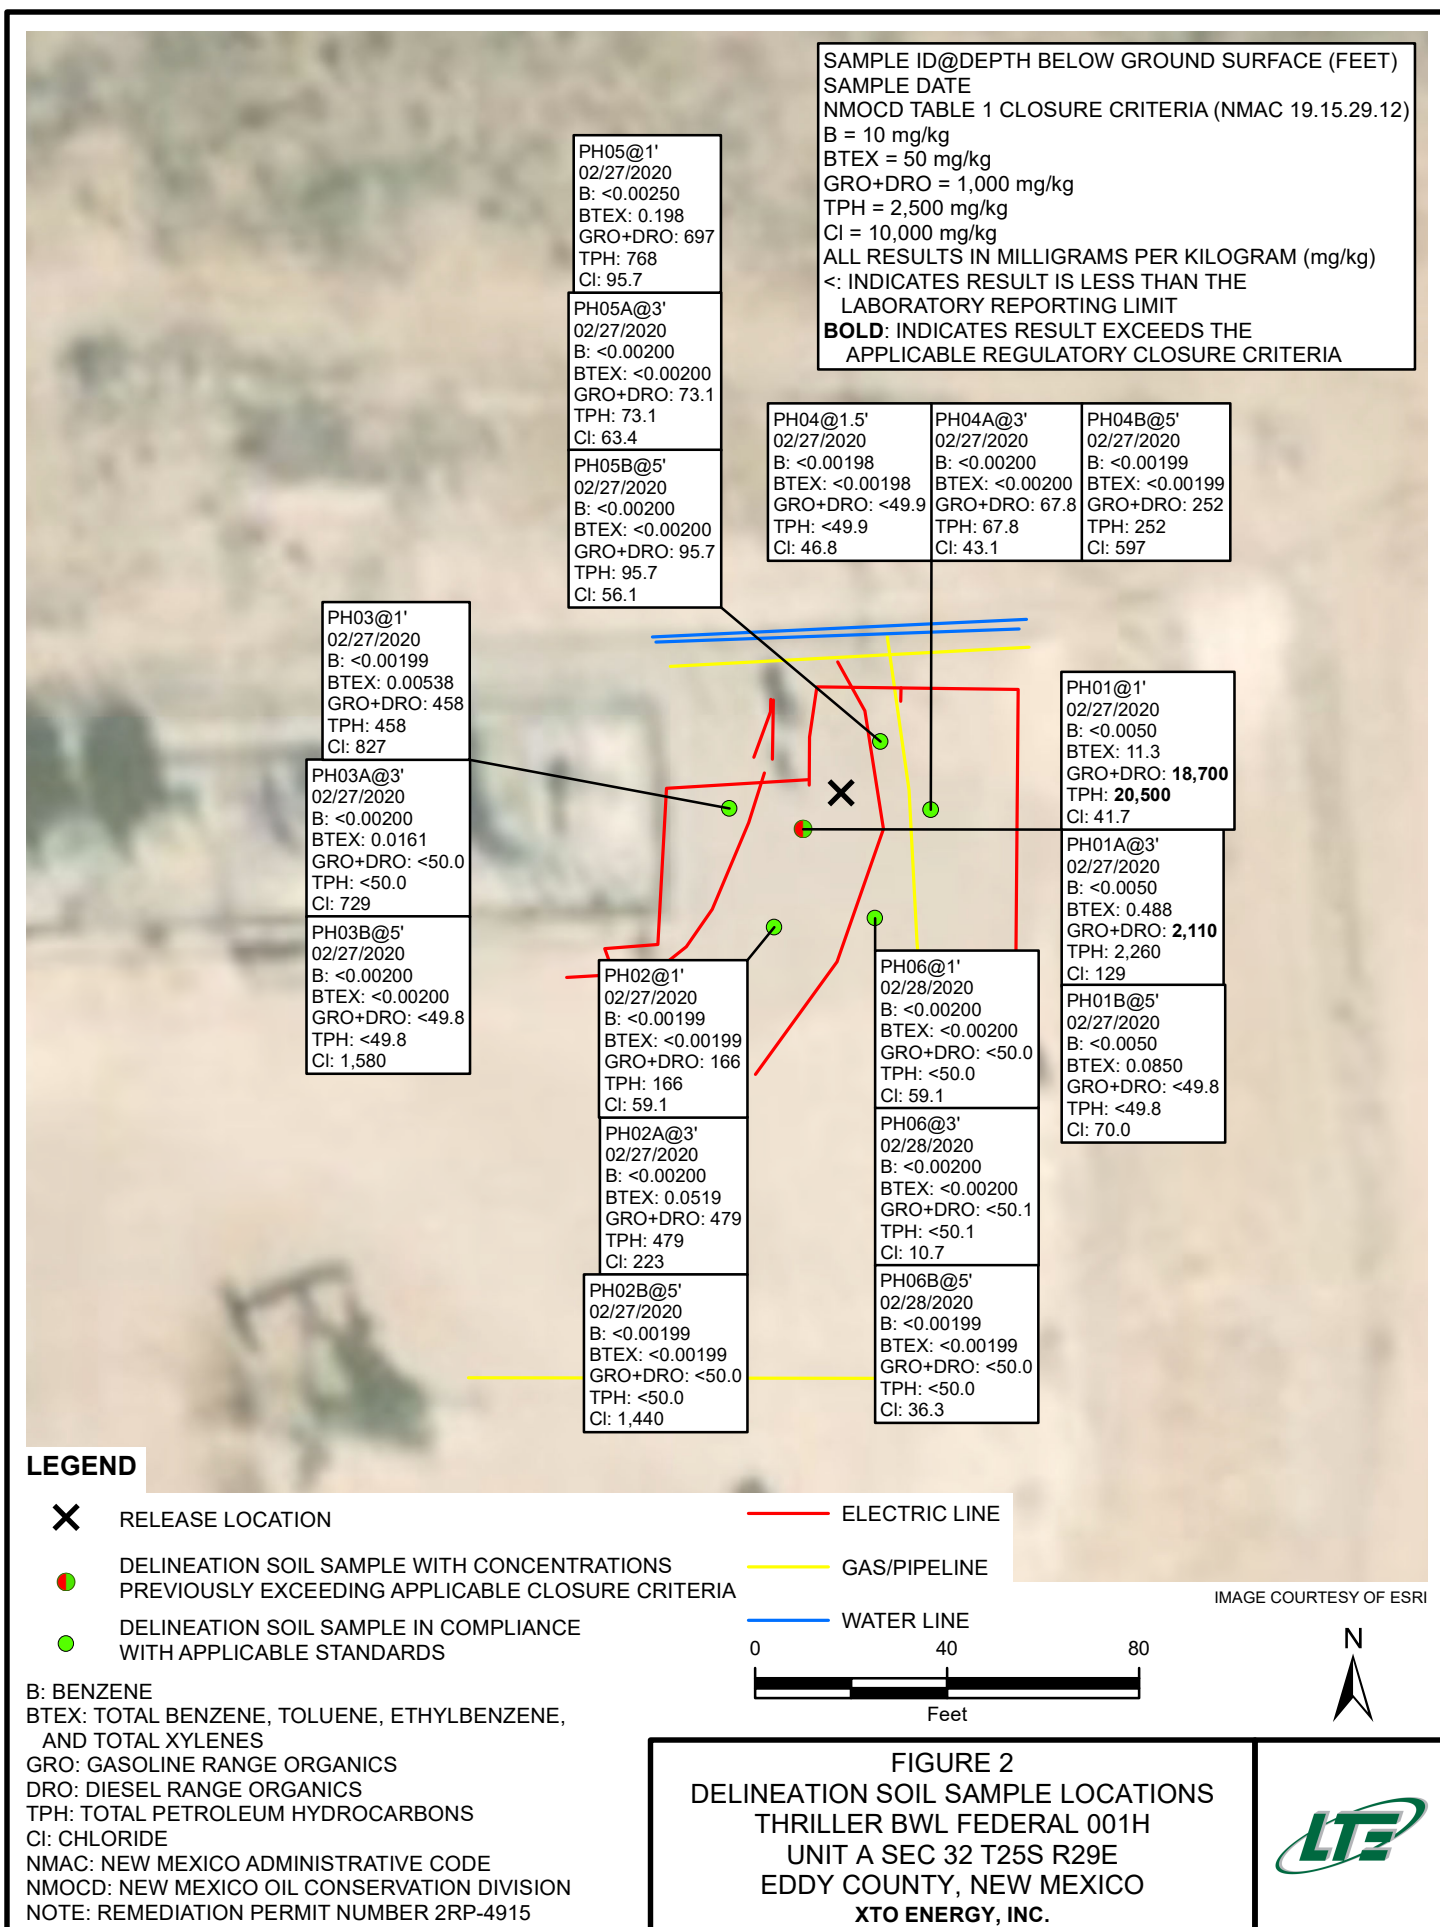 SAMPLE ID@DEPTH BELOW GROUND SURFACE (FEET)
SAMPLE DATE
NMOCD TABLE 1 CLOSURE CRITERIA (NMAC 19.15.29.12)
B = 10 mg/kg
BTEX = 50 mg/kg
GRO+DRO = 1,000 mg/kg
TPH = 2,500 mg/kg
Cl = 10,000 mg/kg
ALL RESULTS IN MILLIGRAMS PER KILOGRAM (mg/kg)
<: INDICATES RESULT IS LESS THAN THE
LABORATORY REPORTING LIMIT
BOLD: INDICATES RESULT EXCEEDS THE
APPLICABLE REGULATORY CLOSURE CRITERIA
PH05@1'
02/27/2020
B: <0.00250
BTEX: 0.198
GRO+DRO: 697
TPH: 768
Cl: 95.7
PH05A@3'
02/27/2020
B: <0.00200
BTEX: <0.00200
GRO+DRO: 73.1
TPH: 73.1
Cl: 63.4
PH05B@5'
02/27/2020
B: <0.00200
BTEX: <0.00200
GRO+DRO: 95.7
TPH: 95.7
Cl: 56.1
PH04@1.5'
02/27/2020
B: <0.00198
BTEX: <0.00198
GRO+DRO: <49.9
TPH: <49.9
Cl: 46.8
PH04A@3'
02/27/2020
B: <0.00200
BTEX: <0.00200
GRO+DRO: 67.8
TPH: 67.8
Cl: 43.1
PH04B@5'
02/27/2020
B: <0.00199
BTEX: <0.00199
GRO+DRO: 252
TPH: 252
Cl: 597
PH03@1'
02/27/2020
B: <0.00199
BTEX: 0.00538
GRO+DRO: 458
TPH: 458
Cl: 827
PH03A@3'
02/27/2020
B: <0.00200
BTEX: 0.0161
GRO+DRO: <50.0
TPH: <50.0
Cl: 729
PH03B@5'
02/27/2020
B: <0.00200
BTEX: <0.00200
GRO+DRO: <49.8
TPH: <49.8
Cl: 1,580
PH01@1'
02/27/2020
B: <0.0050
BTEX: 11.3
GRO+DRO: 18,700
TPH: 20,500
Cl: 41.7
PH01A@3'
02/27/2020
B: <0.0050
BTEX: 0.488
GRO+DRO: 2,110
TPH: 2,260
Cl: 129
PH01B@5'
02/27/2020
B: <0.0050
BTEX: 0.0850
GRO+DRO: <49.8
TPH: <49.8
Cl: 70.0
PH02@1'
02/27/2020
B: <0.00199
BTEX: <0.00199
GRO+DRO: 166
TPH: 166
Cl: 59.1
PH02A@3'
02/27/2020
B: <0.00200
BTEX: 0.0519
GRO+DRO: 479
TPH: 479
Cl: 223
PH02B@5'
02/27/2020
B: <0.00199
BTEX: <0.00199
GRO+DRO: <50.0
TPH: <50.0
Cl: 1,440
PH06@1'
02/28/2020
B: <0.00200
BTEX: <0.00200
GRO+DRO: <50.0
TPH: <50.0
Cl: 59.1
PH06@3'
02/28/2020
B: <0.00200
BTEX: <0.00200
GRO+DRO: <50.1
TPH: <50.1
Cl: 10.7
PH06B@5'
02/28/2020
B: <0.00199
BTEX: <0.00199
GRO+DRO: <50.0
TPH: <50.0
Cl: 36.3
LEGEND
RELEASE LOCATION
DELINEATION SOIL SAMPLE WITH CONCENTRATIONS
PREVIOUSLY EXCEEDING APPLICABLE CLOSURE CRITERIA
DELINEATION SOIL SAMPLE IN COMPLIANCE
WITH APPLICABLE STANDARDS
ELECTRIC LINE
GAS/PIPELINE
WATER LINE
IMAGE COURTESY OF ESRI
0 40 80
Feet
N
B: BENZENE
BTEX: TOTAL BENZENE, TOLUENE, ETHYLBENZENE,
AND TOTAL XYLENES
GRO: GASOLINE RANGE ORGANICS
DRO: DIESEL RANGE ORGANICS
TPH: TOTAL PETROLEUM HYDROCARBONS
Cl: CHLORIDE
NMAC: NEW MEXICO ADMINISTRATIVE CODE
NMOCD: NEW MEXICO OIL CONSERVATION DIVISION
NOTE: REMEDIATION PERMIT NUMBER 2RP-4915
FIGURE 2
DELINEATION SOIL SAMPLE LOCATIONS
THRILLER BWL FEDERAL 001H
UNIT A SEC 32 T25S R29E
EDDY COUNTY, NEW MEXICO
XTO ENERGY, INC.
LTE